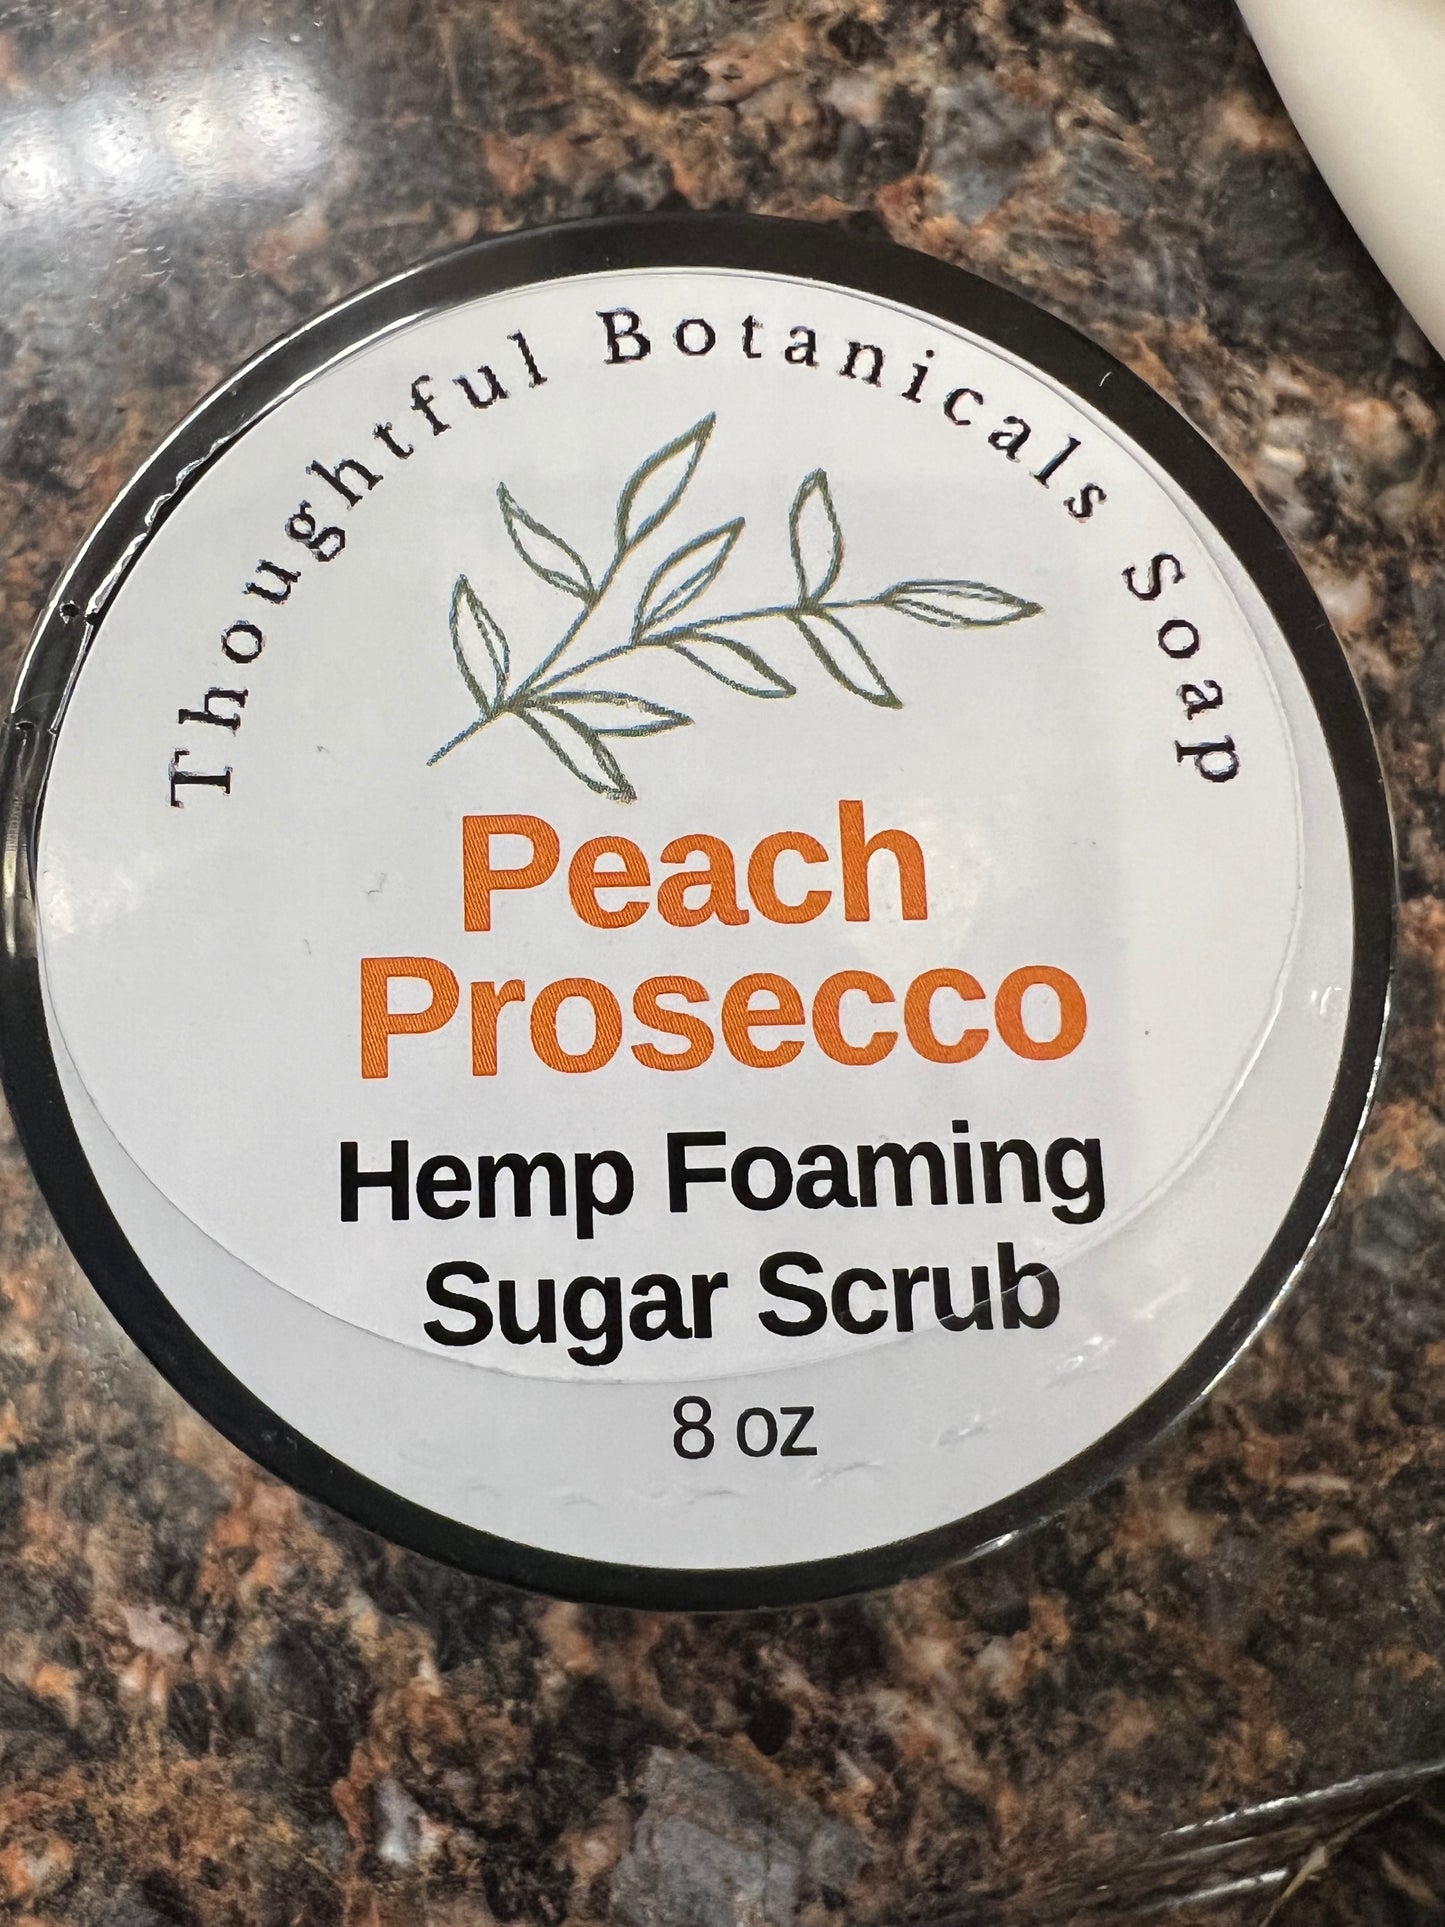 Thoughtful Botanicals Soap
Peach
Prosecco
Hemp Foaming
Sugar Scrub
8 oz